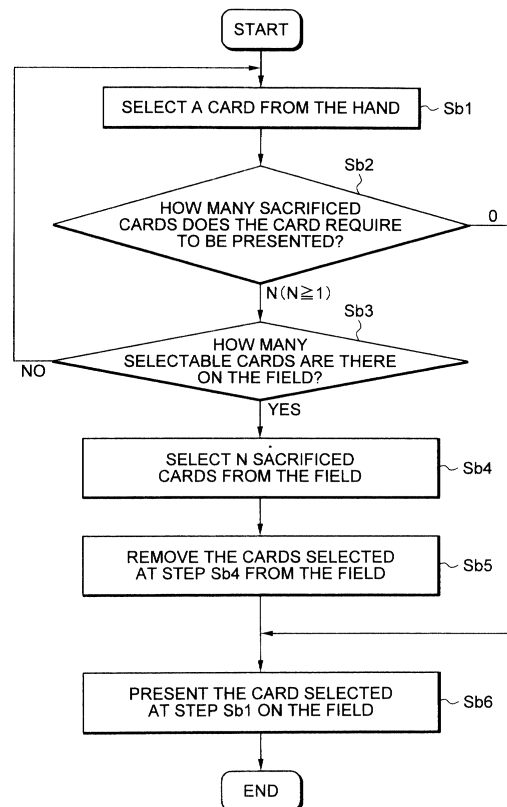 START
SELECT A CARD FROM THE HAND
Sb1
Sb2
HOW MANY SACRIFICED
CARDS DOES THE CARD REQUIRE
TO BE PRESENTED?
0
N(N≧1)
Sb3
HOW MANY
SELECTABLE CARDS ARE THERE
ON THE FIELD?
NO
YES
SELECT N SACRIFICED
CARDS FROM THE FIELD
Sb4
REMOVE THE CARDS SELECTED
AT STEP Sb4 FROM THE FIELD
Sb5
PRESENT THE CARD SELECTED
AT STEP Sb1 ON THE FIELD
Sb6
END